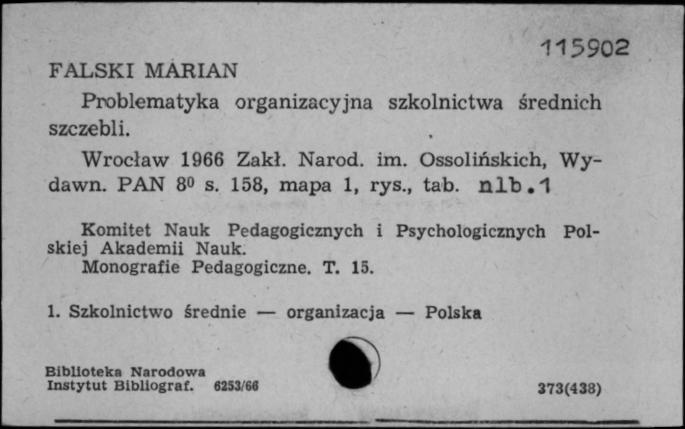 115902
FALSKI MARIAN
Problematyka organizacyjna szkolnictwa średnich
szczebli.
Wrocław 1966 Zakł. Narod. im. Ossolińskich, Wy-
dawn. PAN 8⁰ s. 158, mapa 1, rys., tab. nlb.1
Komitet Nauk Pedagogicznych i Psychologicznych Pol-
skiej Akademii Nauk.
Monografie Pedagogiczne. T. 15.
1. Szkolnictwo średnie — organizacja — Polska
Biblioteka Narodowa
Instytut Bibliograf. 6253/66
373(438)